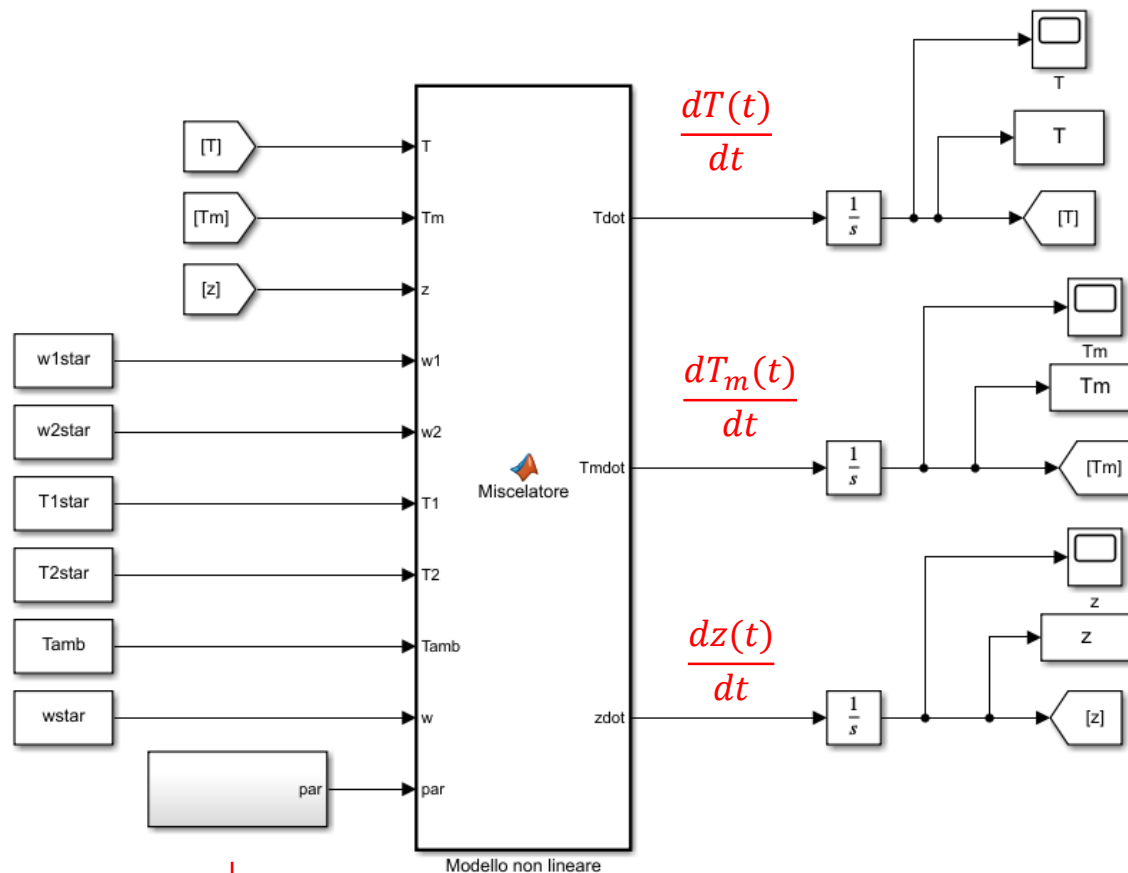 T
[T]
T
T
Tdot
dT(t)
dt
1
s
T
[T]
[Tm]
Tm
[z]
z
w1star
w1
w2star
w2
T1star
T1
T2star
T2
Tamb
Tamb
wstar
w
par
par
Miscelatore
Modello non lineare
Tmdot
dTₘ(t)
dt
1
s
Tm
Tm
[Tm]
zdot
dz(t)
dt
1
s
z
z
[z]